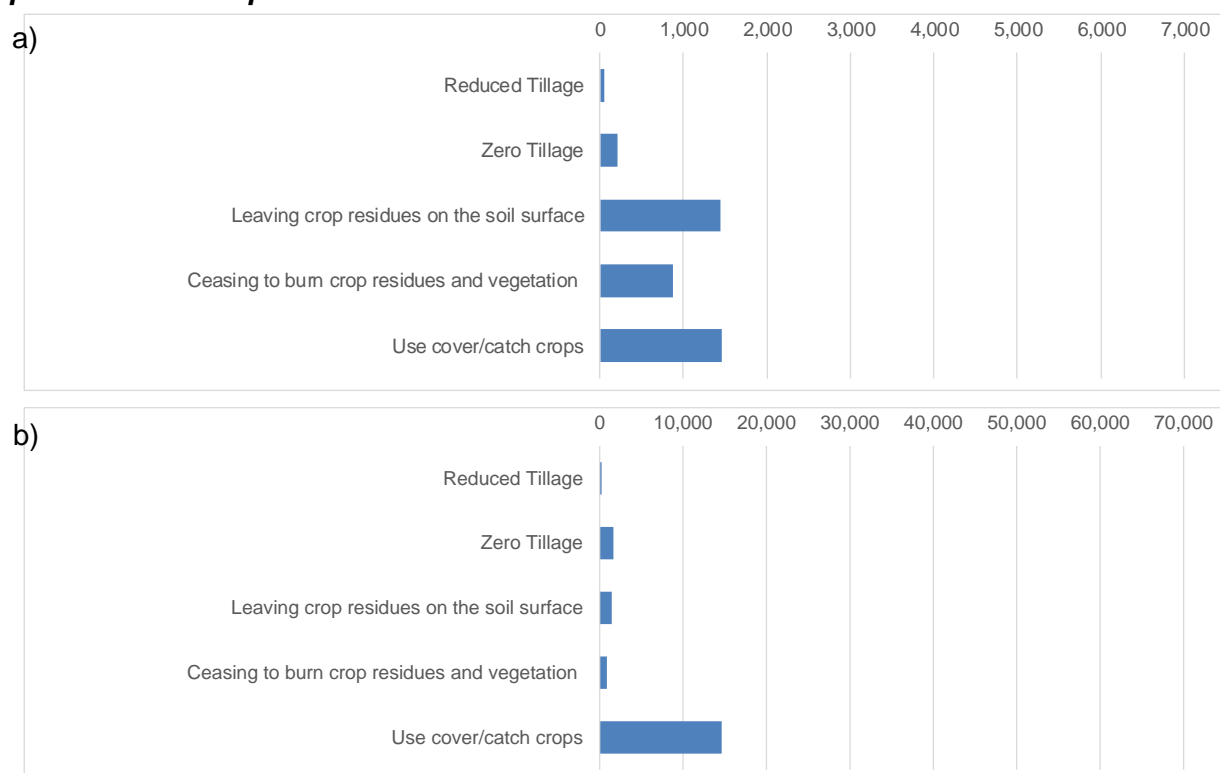 a)
0 1,000 2,000 3,000 4,000 5,000 6,000 7,000
Reduced Tillage
Zero Tillage
Leaving crop residues on the soil surface
Ceasing to burn crop residues and vegetation
Use cover/catch crops
b)
0 10,000 20,000 30,000 40,000 50,000 60,000 70,000
Reduced Tillage
Zero Tillage
Leaving crop residues on the soil surface
Ceasing to burn crop residues and vegetation
Use cover/catch crops